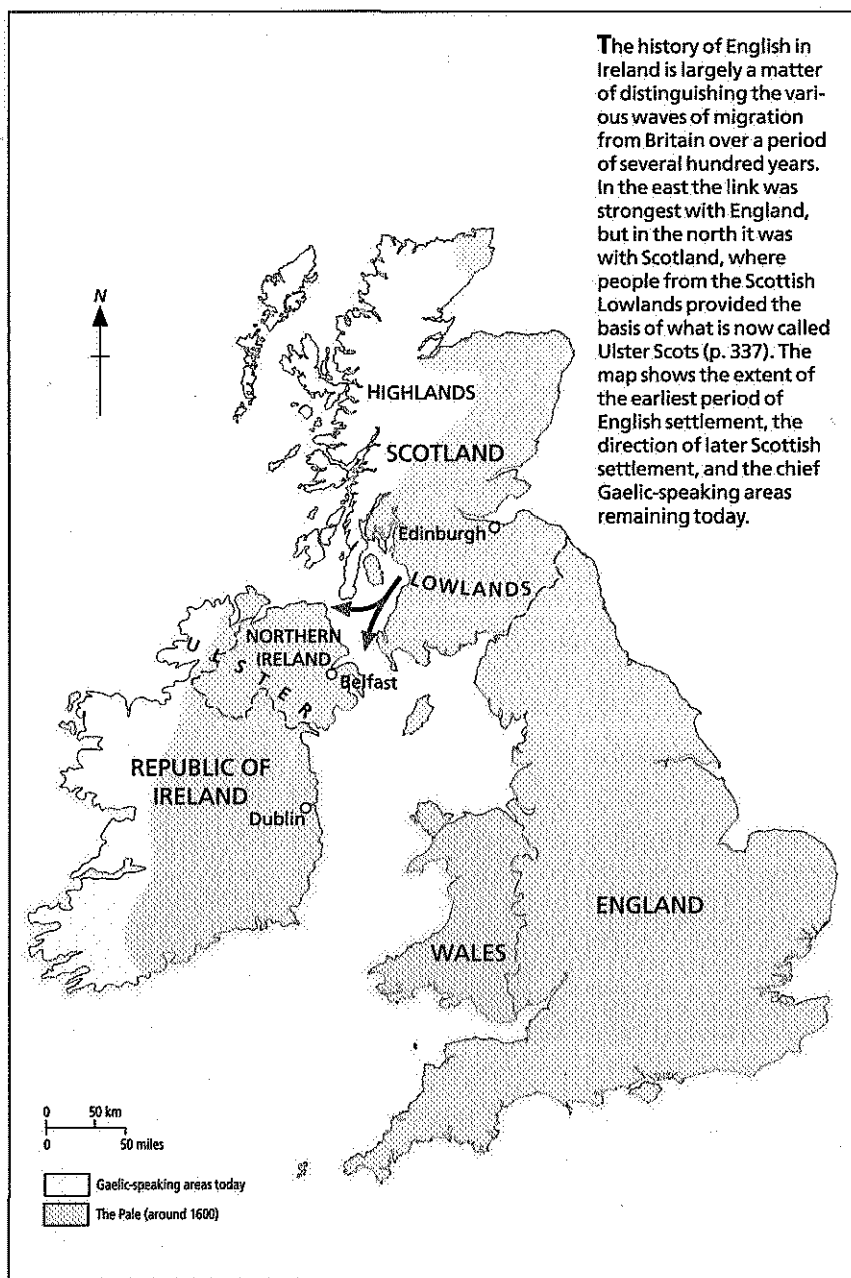 The history of English in
Ireland is largely a matter
of distinguishing the vari-
ous waves of migration
from Britain over a period
of several hundred years.
In the east the link was
strongest with England,
but in the north it was
with Scotland, where
people from the Scottish
Lowlands provided the
basis of what is now called
Ulster Scots (p. 337). The
map shows the extent of
the earliest period of
English settlement, the
direction of later Scottish
settlement, and the chief
Gaelic-speaking areas
remaining today.
N
HIGHLANDS
SCOTLAND
Edinburgh
LOWLANDS
NORTHERN
IRELAND
ULSTER
Belfast
REPUBLIC OF
IRELAND
Dublin
ENGLAND
WALES
0 50 km
0 50 miles
Gaelic-speaking areas today
The Pale (around 1600)